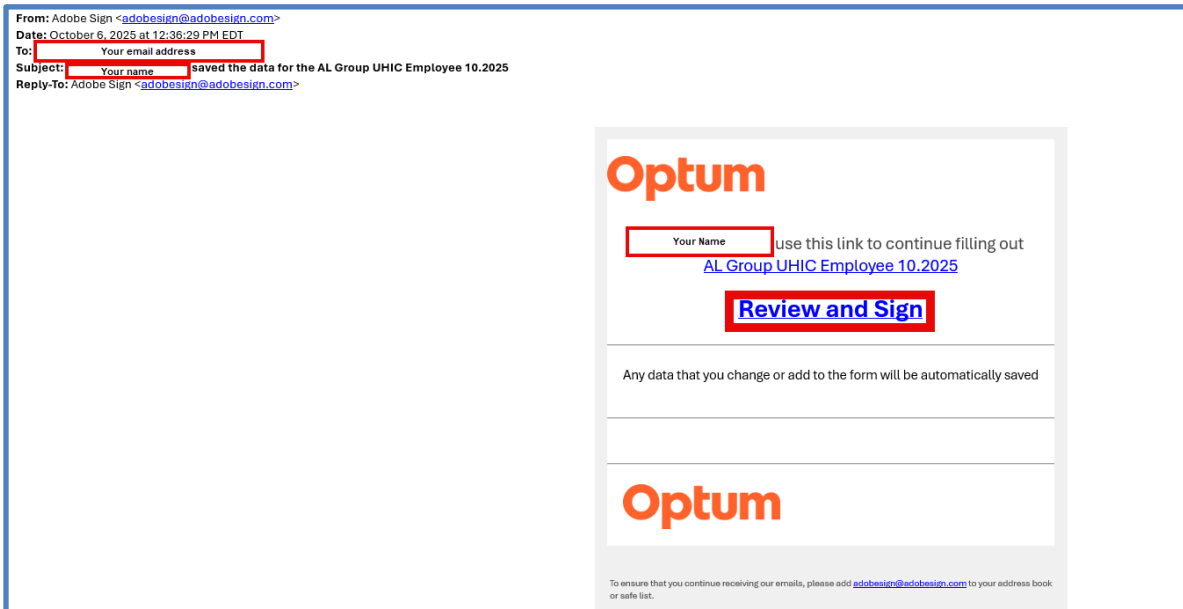 From: Adobe Sign <adobesign@adobesign.com>
Date: October 6, 2025 at 12:36:29 PM EDT
To: Your email address
Subject: Your name saved the data for the AL Group UHIC Employee 10.2025
Reply-To: Adobe Sign <adobesign@adobesign.com>
Optum
Your Name use this link to continue filling out
AL Group UHIC Employee 10.2025
Review and Sign
Any data that you change or add to the form will be automatically saved
Optum
To ensure that you continue receiving our emails, please add adobesign@adobesign.com to your address book
or safe list.